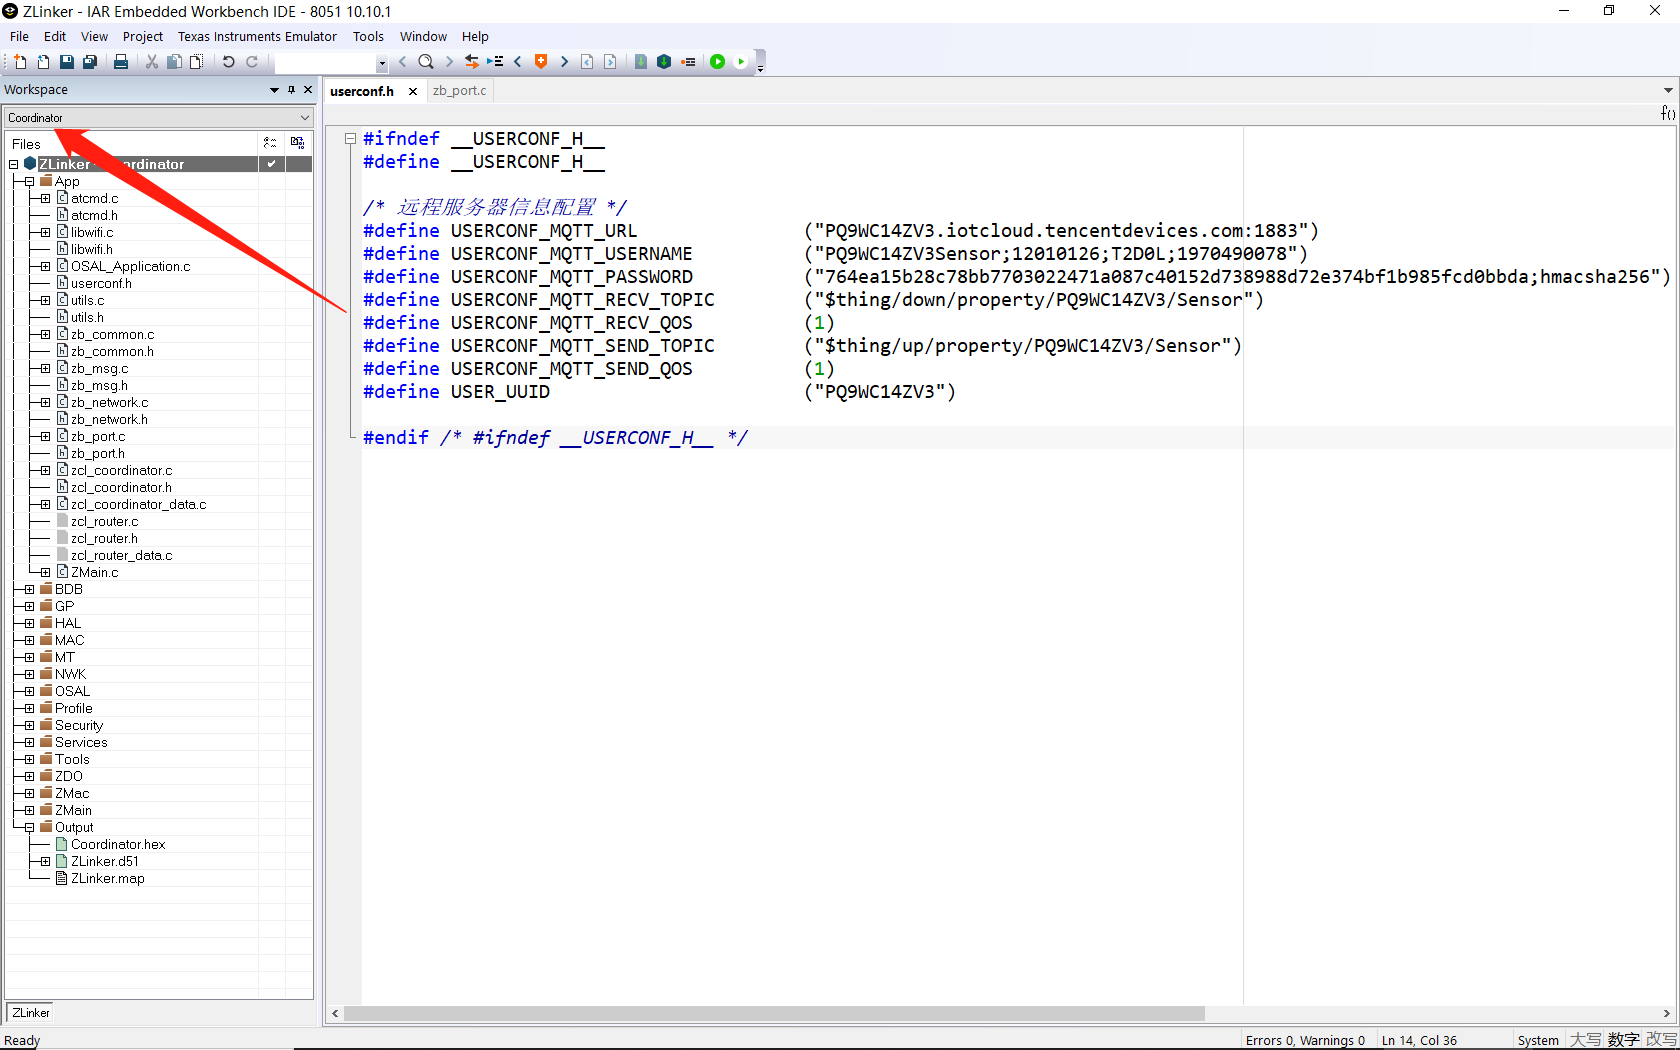 ZLinker - IAR Embedded Workbench IDE - 8051 10.10.1
File Edit View Project Texas Instruments Emulator Tools Window Help
Workspace
Coordinator
Files
ZLinker - ordinator
App
atcmd.c
atcmd.h
libwifi.c
libwifi.h
OSAL_Application.c
userconf.h
utils.c
utils.h
zb_common.c
zb_common.h
zb_msg.c
zb_msg.h
zb_network.c
zb_network.h
zb_port.c
zb_port.h
zcl_coordinator.c
zcl_coordinator.h
zcl_coordinator_data.c
zcl_router.c
zcl_router.h
zcl_router_data.c
ZMain.c
BDB
GP
HAL
MAC
MT
NWK
OSAL
Profile
Security
Services
Tools
ZDO
ZMac
ZMain
Output
Coordinator.hex
ZLinker.d51
ZLinker.map
ZLinker
userconf.h zb_port.c
f()
#ifndef __USERCONF_H__
#define __USERCONF_H__
/* 远程服务器信息配置 */
#define USERCONF_MQTT_URL ("PQ9WC14ZV3.iotcloud.tencentdevices.com:1883")
#define USERCONF_MQTT_USERNAME ("PQ9WC14ZV3Sensor;12010126;T2D0L;1970490078")
#define USERCONF_MQTT_PASSWORD ("764ea15b28c78bb7703022471a087c40152d738988d72e374bf1b985fcd0bbda;hmacsha256")
#define USERCONF_MQTT_RECV_TOPIC ("$thing/down/property/PQ9WC14ZV3/Sensor")
#define USERCONF_MQTT_RECV_QOS (1)
#define USERCONF_MQTT_SEND_TOPIC ("$thing/up/property/PQ9WC14ZV3/Sensor")
#define USERCONF_MQTT_SEND_QOS (1)
#define USER_UUID ("PQ9WC14ZV3")
#endif /* #ifndef __USERCONF_H__ */
Ready
Errors 0, Warnings 0 Ln 14, Col 36 System 大写 数字 改写